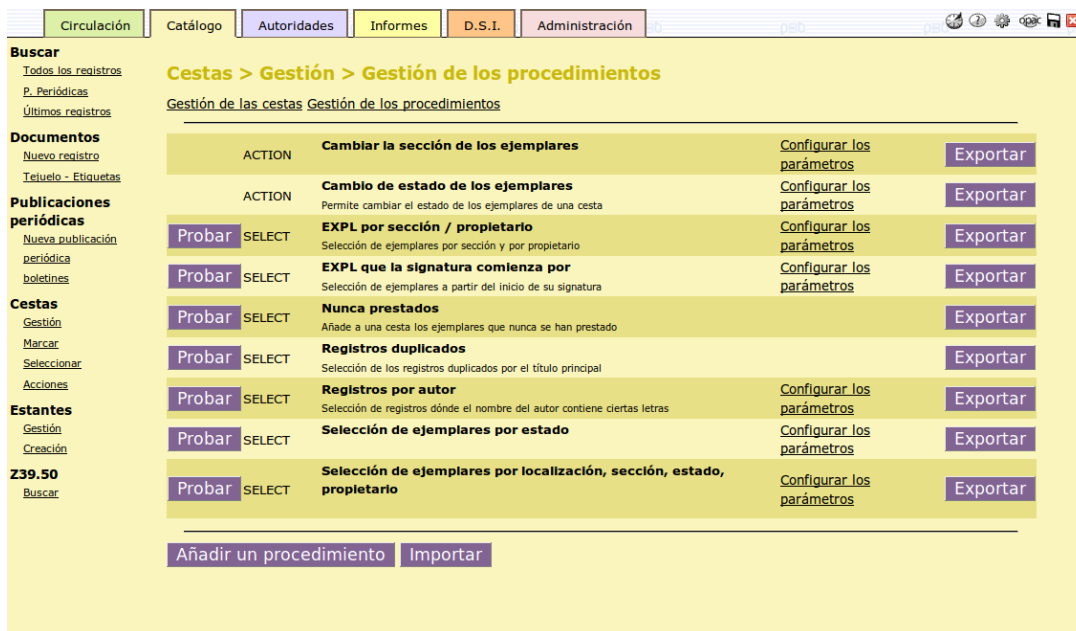 Circulación Catálogo Autoridades Informes D.S.I. Administración
opac
Buscar
Todos los registros
P. Periódicas
Últimos registros
Documentos
Nuevo registro
Tejuelo - Etiquetas
Publicaciones
periódicas
Nueva publicación
periódica
boletines
Cestas
Gestión
Marcar
Seleccionar
Acciones
Estantes
Gestión
Creación
Z39.50
Buscar
Cestas > Gestión > Gestión de los procedimientos
Gestión de las cestas Gestión de los procedimientos
ACTION Cambiar la sección de los ejemplares Configurar los parámetros Exportar
ACTION Cambio de estado de los ejemplares Configurar los parámetros Exportar
Permite cambiar el estado de los ejemplares de una cesta
Probar SELECT EXPL por sección / propietario Configurar los parámetros Exportar
Selección de ejemplares por sección y por propietario
Probar SELECT EXPL que la signatura comienza por Configurar los parámetros Exportar
Selección de ejemplares a partir del inicio de su signatura
Probar SELECT Nunca prestados Exportar
Añade a una cesta los ejemplares que nunca se han prestado
Probar SELECT Registros duplicados Exportar
Selección de los registros duplicados por el título principal
Probar SELECT Registros por autor Configurar los parámetros Exportar
Selección de registros dónde el nombre del autor contiene ciertas letras
Probar SELECT Selección de ejemplares por estado Configurar los parámetros Exportar
Probar SELECT Selección de ejemplares por localización, sección, estado,
propietario Configurar los parámetros Exportar
Añadir un procedimiento Importar